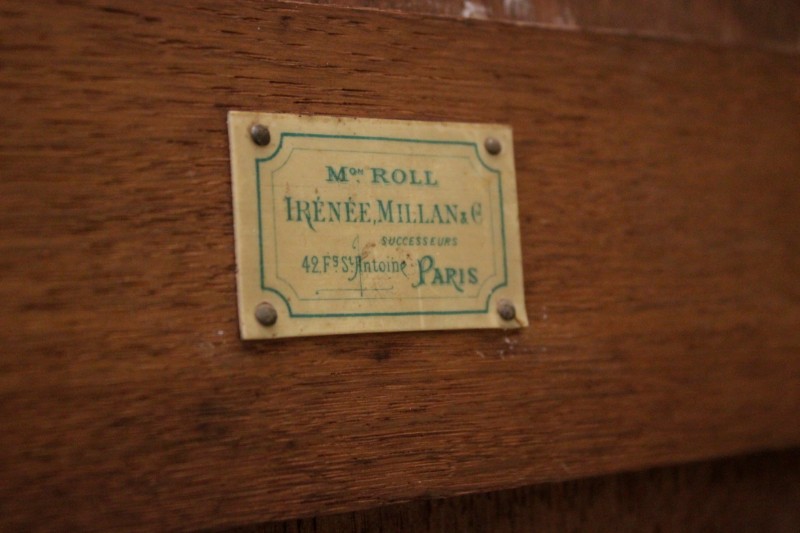 Mᵒⁿ ROLL
IRÉNÉE, MILLAN & Cⁱᵉ
SUCCESSEURS
42, Fᵍ Sᵗ Antoine PARIS